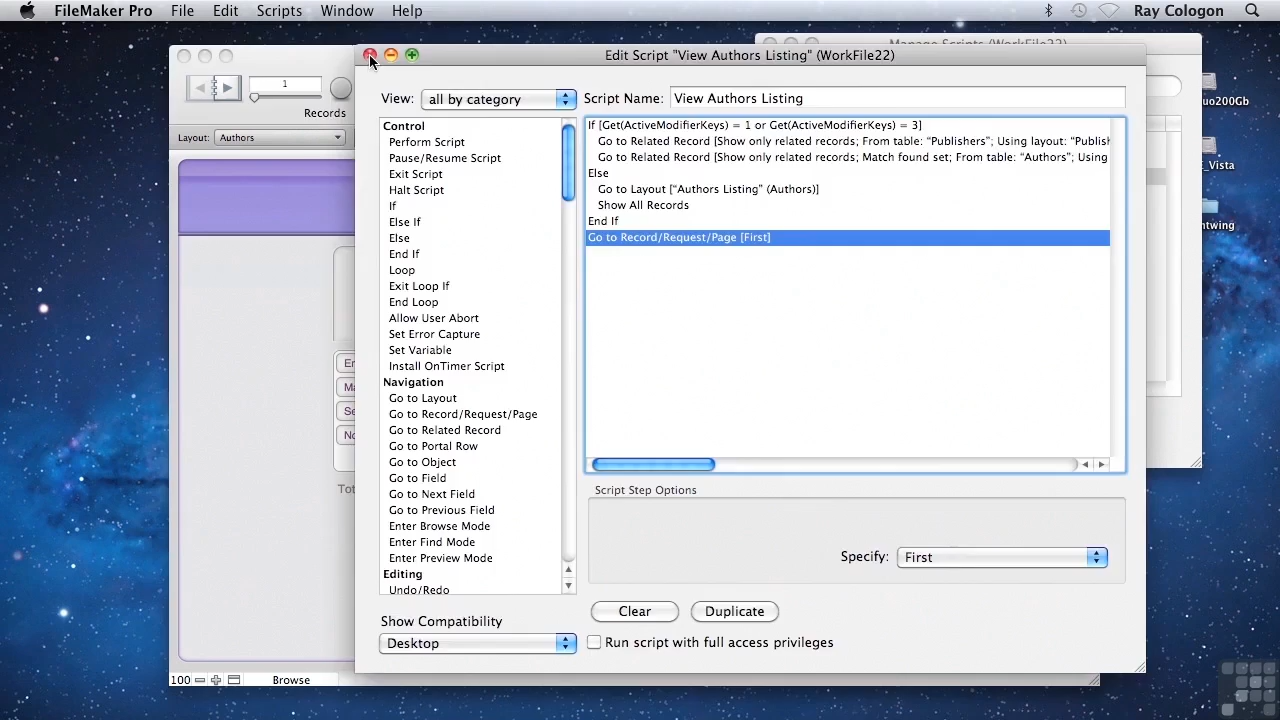 FileMaker Pro File Edit Scripts Window Help Ray Cologon
Edit Script "View Authors Listing" (WorkFile22)
Manage Scripts (WorkFile22)
1
Records
Layout: Authors
View: all by category
Script Name: View Authors Listing
Control
Perform Script
Pause/Resume Script
Exit Script
Halt Script
If
Else If
Else
End If
Loop
Exit Loop If
End Loop
Allow User Abort
Set Error Capture
Set Variable
Install OnTimer Script
Navigation
Go to Layout
Go to Record/Request/Page
Go to Related Record
Go to Portal Row
Go to Object
Go to Field
Go to Next Field
Go to Previous Field
Enter Browse Mode
Enter Find Mode
Enter Preview Mode
Editing
Undo/Redo
If [Get(ActiveModifierKeys) = 1 or Get(ActiveModifierKeys) = 3]
Go to Related Record [Show only related records; From table: “Publishers”; Using layout: “Publish
Go to Related Record [Show only related records; Match found set; From table: “Authors”; Using
Else
Go to Layout [“Authors Listing” (Authors)]
Show All Records
End If
Go to Record/Request/Page [First]
Script Step Options
Specify: First
Clear Duplicate
Show Compatibility
Desktop
Run script with full access privileges
En
Ma
Se
No
Tot
100 Browse
uo200Gb
E_Vista
ntwing